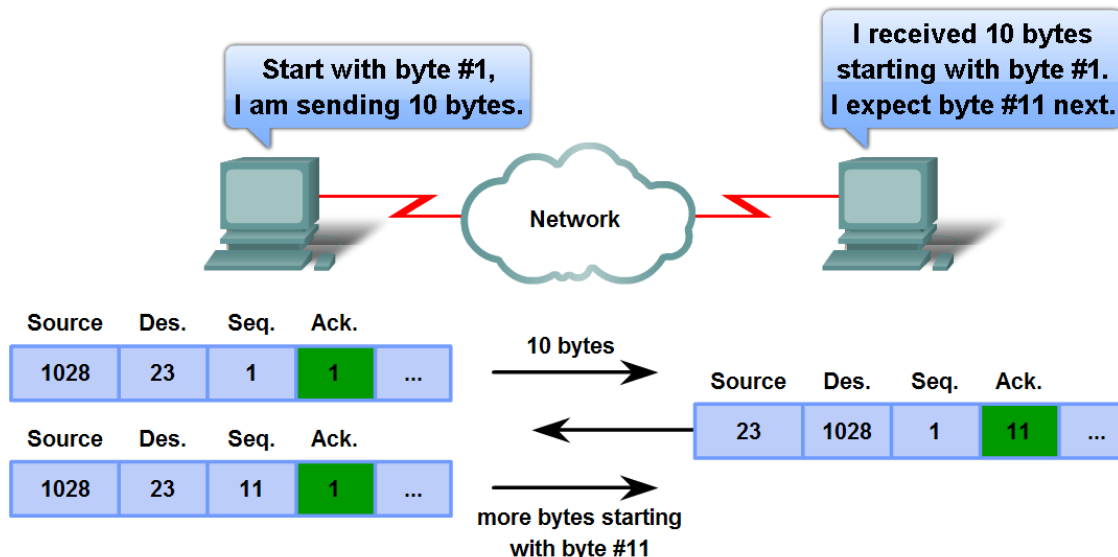 Start with byte #1,
I am sending 10 bytes.
I received 10 bytes
starting with byte #1.
I expect byte #11 next.
Network
Source Des. Seq. Ack.
1028 23 1 1 ...
10 bytes
Source Des. Seq. Ack.
23 1028 1 11 ...
Source Des. Seq. Ack.
1028 23 11 1 ...
more bytes starting
with byte #11